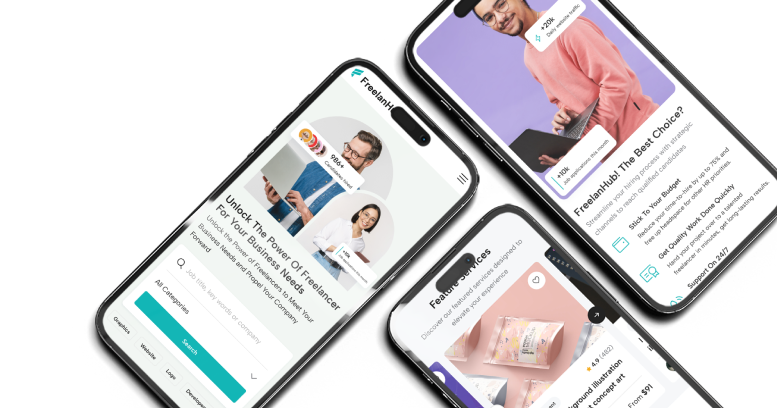 FreelanH
986+
Unlock The Power Of Freelancer
For Your Business Needs
Unlock the Power of Freelancers to Meet Your
Business Needs and Propel Your Company
Forward
Job title, key words or company
All Categories
Search
Graphics
Website
Logo
Develop
+20k
Daily website traffic
+10k
Job applications this month
FreelanHub! The Best Choice?
Streamline your hiring process with strategic
channels to reach qualified candidates
Stick To Your Budget
Reduce your time-to-hire by up to 75% and
free up headspace for other HR priorities.
Get Quality Work Done Quickly
Hand your project over to a talented
freelancer in minutes, get long-lasting results.
Support On 24/7
Feature Services
Discover our featured services designed to
elevate your experience
4.9 (482)
kground Illustration
concept art
From $91